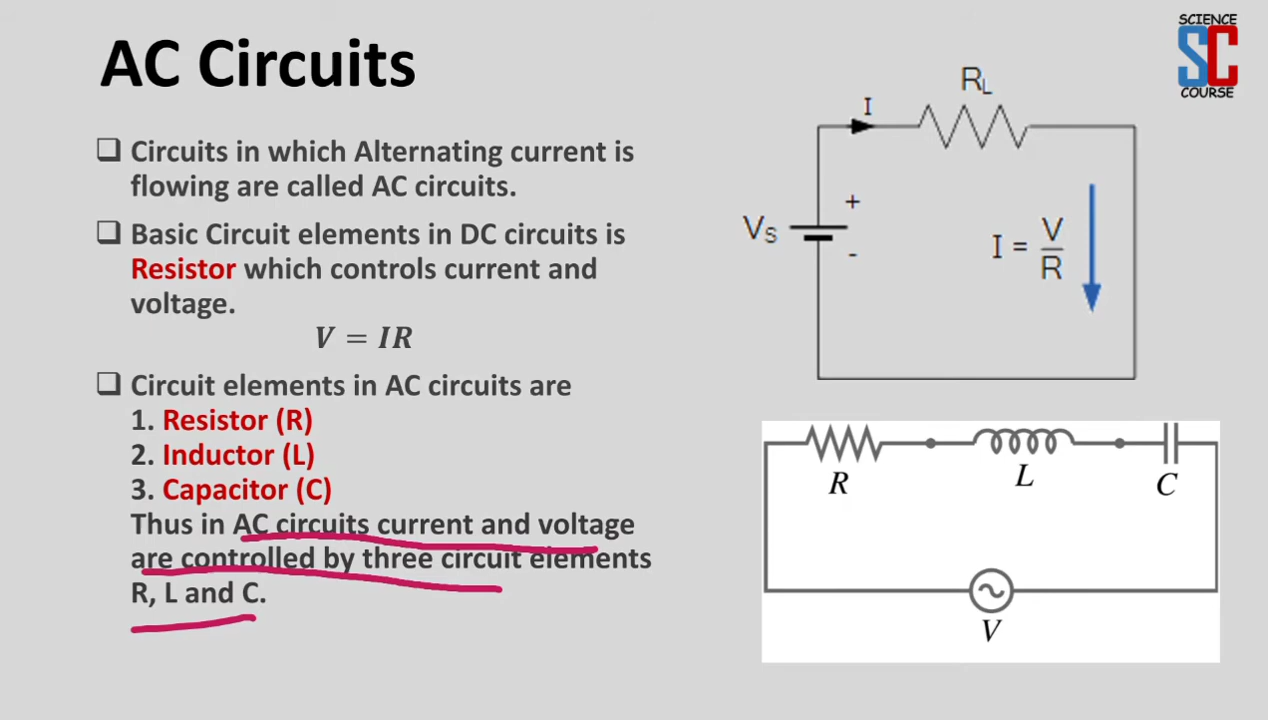 AC Circuits
SCIENCE
SC
COURSE
❑ Circuits in which Alternating current is
flowing are called AC circuits.
❑ Basic Circuit elements in DC circuits is
Resistor which controls current and
voltage.
V = IR
❑ Circuit elements in AC circuits are
1. Resistor (R)
2. Inductor (L)
3. Capacitor (C)
Thus in AC circuits current and voltage
are controlled by three circuit elements
R, L and C.
R_L
I
+
V_S
-
I = V/R
R
L
C
V